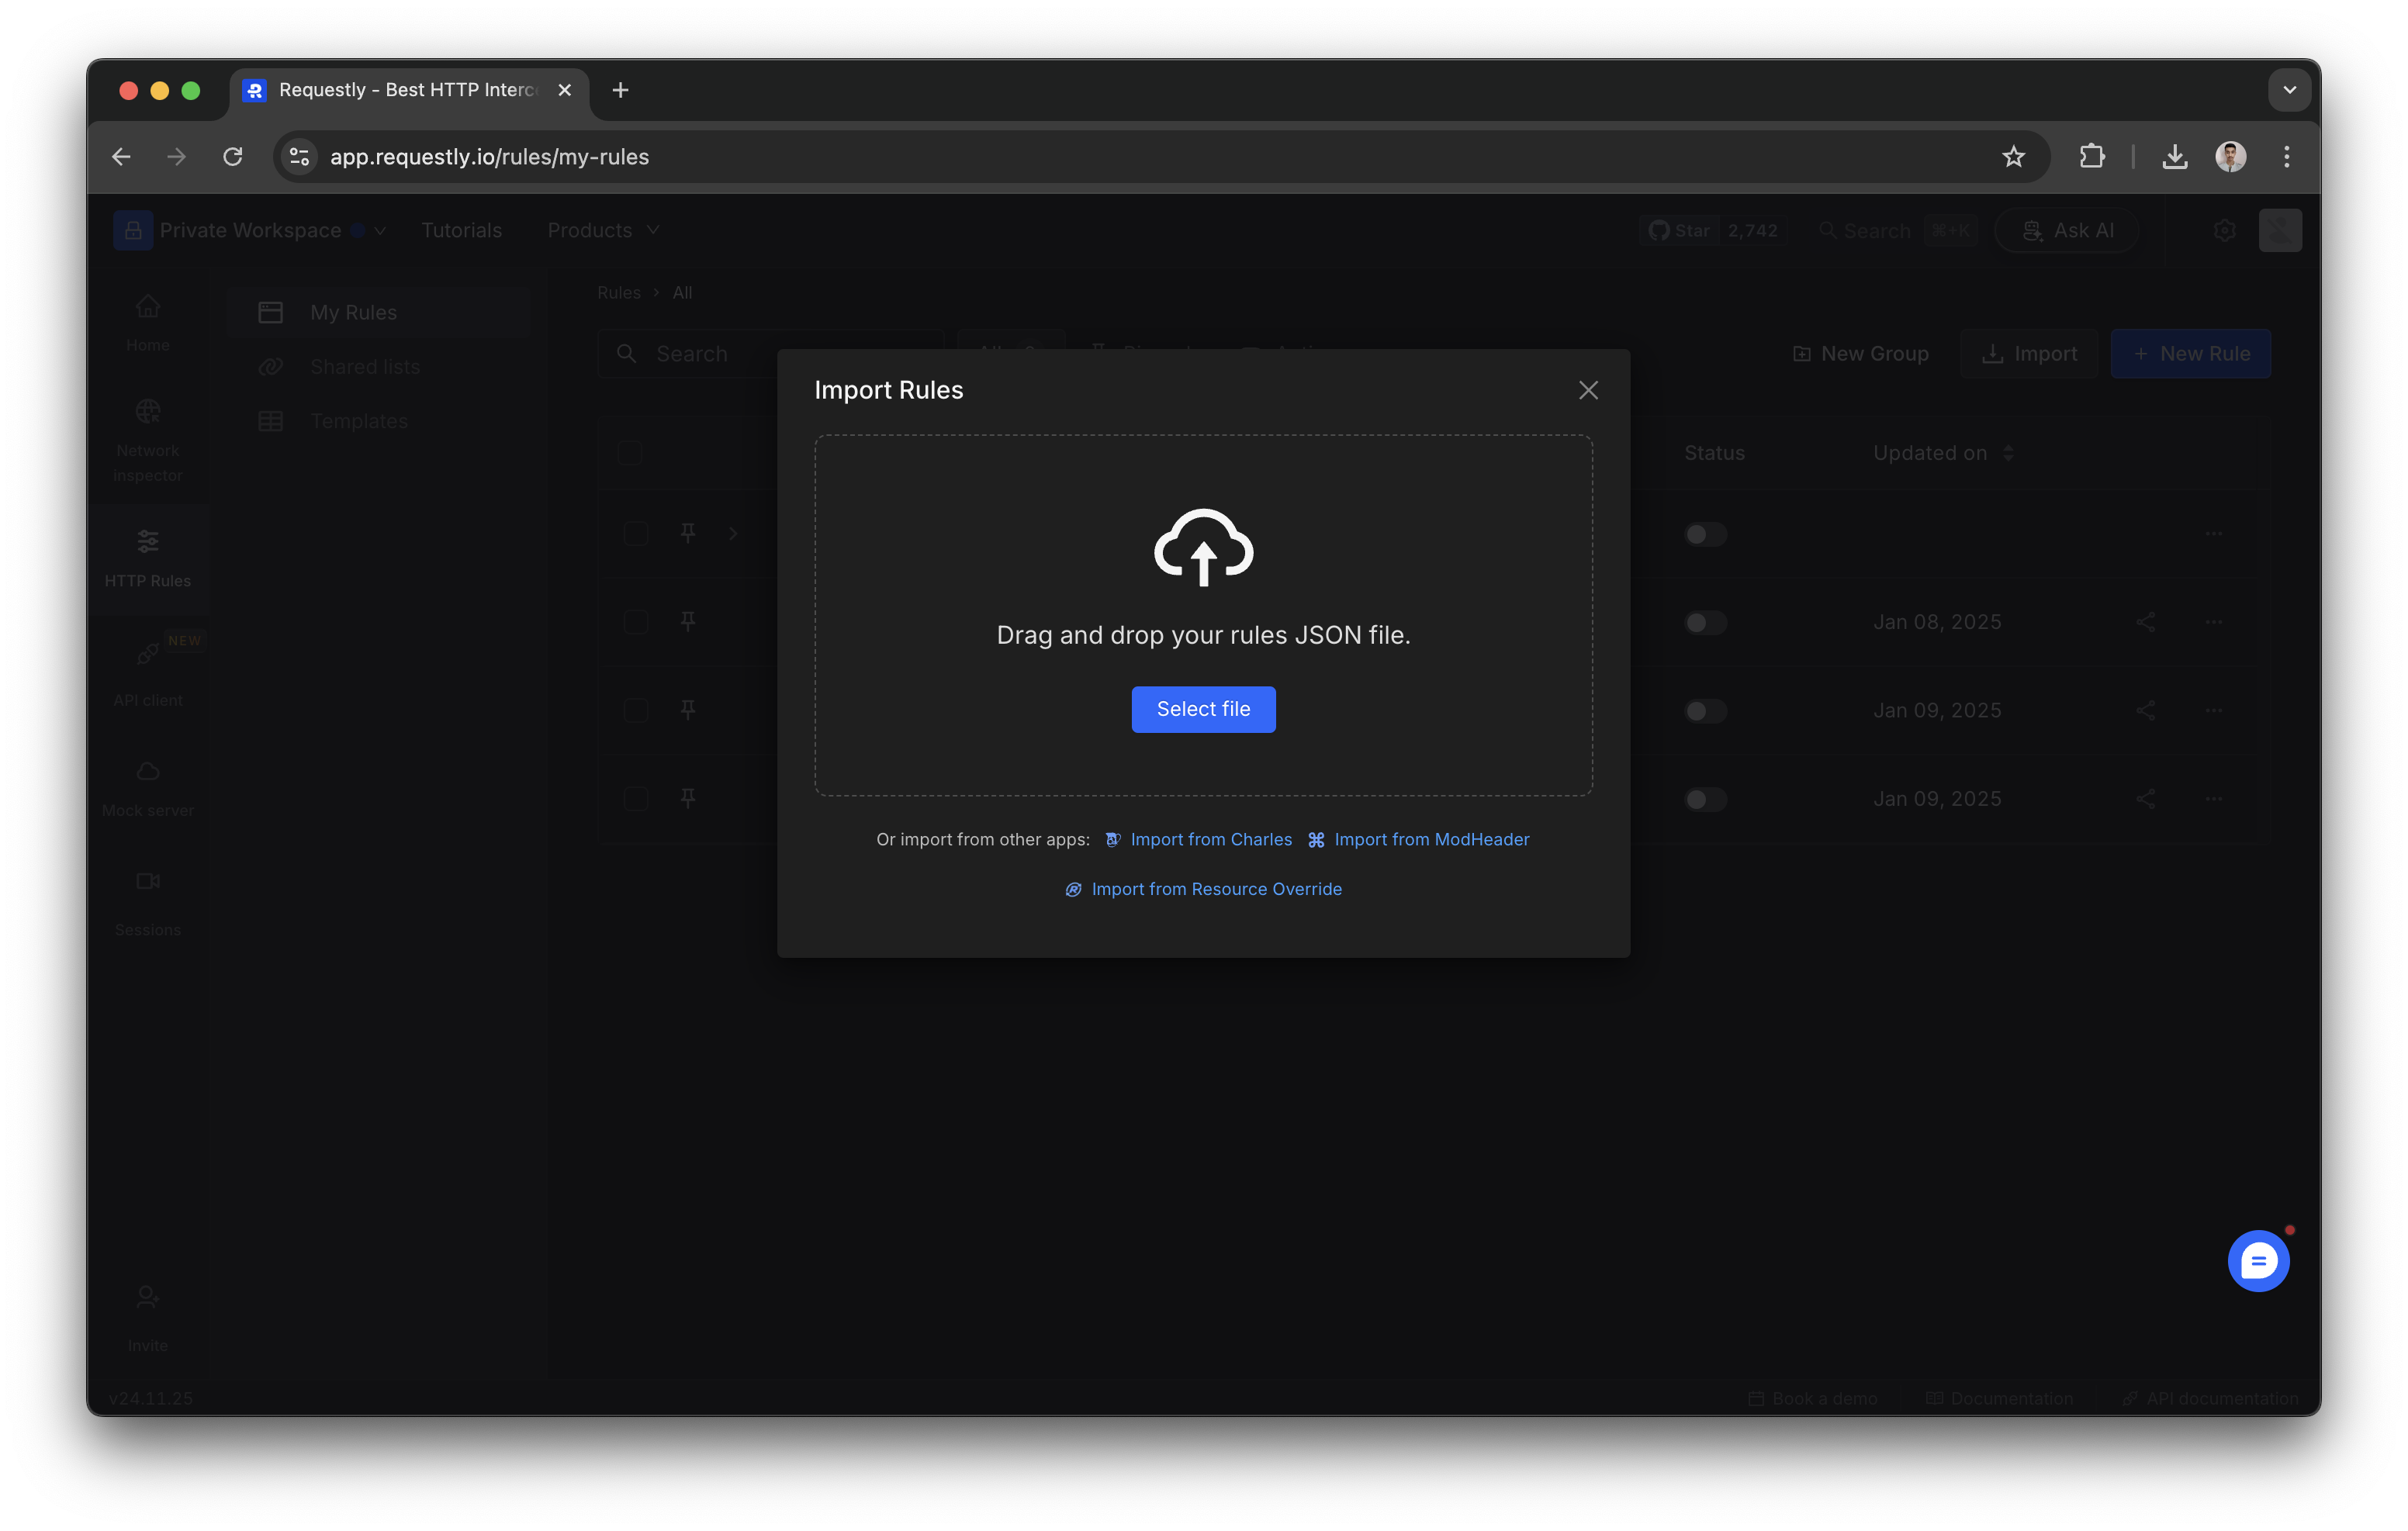 Requestly - Best HTTP Interc
app.requestly.io/rules/my-rules
Private Workspace
Tutorials
Products
Star 2,742
Search ⌘+K
Ask AI
Home
Network
inspector
HTTP Rules
NEW
API client
Mock server
Sessions
Invite
My Rules
Shared lists
Templates
Rules > All
Search
New Group
Import
+ New Rule
Status
Updated on
Jan 08, 2025
Jan 09, 2025
Jan 09, 2025
Import Rules
Drag and drop your rules JSON file.
Select file
Or import from other apps: Import from Charles Import from ModHeader
Import from Resource Override
v24.11.25
Book a demo
Documentation
API documentation